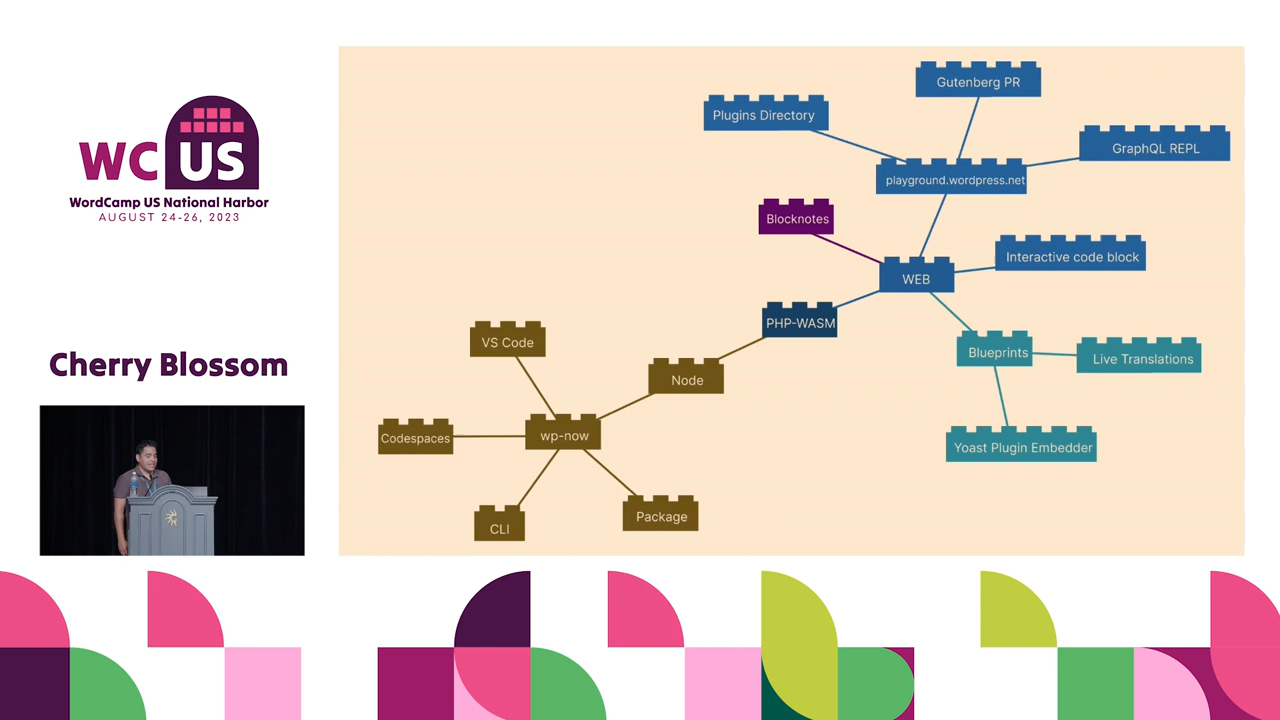 WC US
WordCamp US National Harbor
AUGUST 24-26, 2023
Cherry Blossom
Gutenberg PR
Plugins Directory
GraphQL REPL
playground.wordpress.net
Blocknotes
Interactive code block
WEB
PHP-WASM
VS Code
Blueprints
Live Translations
Node
Codespaces
wp-now
Yoast Plugin Embedder
CLI
Package